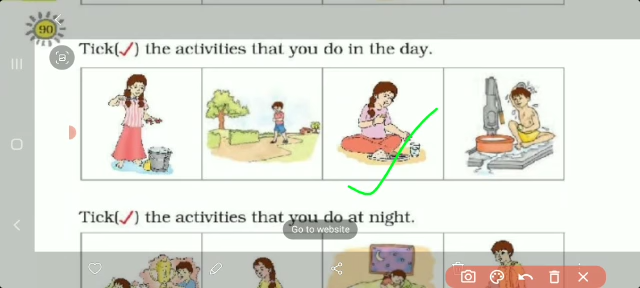 90
Tick(✓) the activities that you do in the day.
Tick(✓) the activities that you do at night.
Go to website